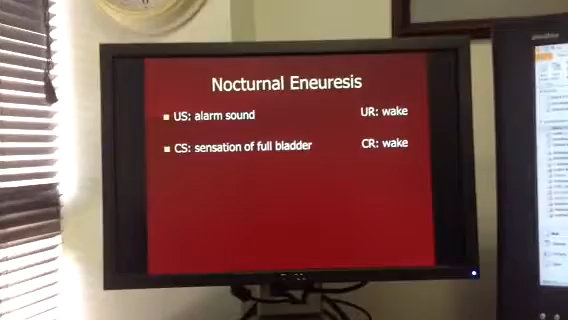 Nocturnal Eneuresis
US: alarm sound UR: wake
CS: sensation of full bladder CR: wake